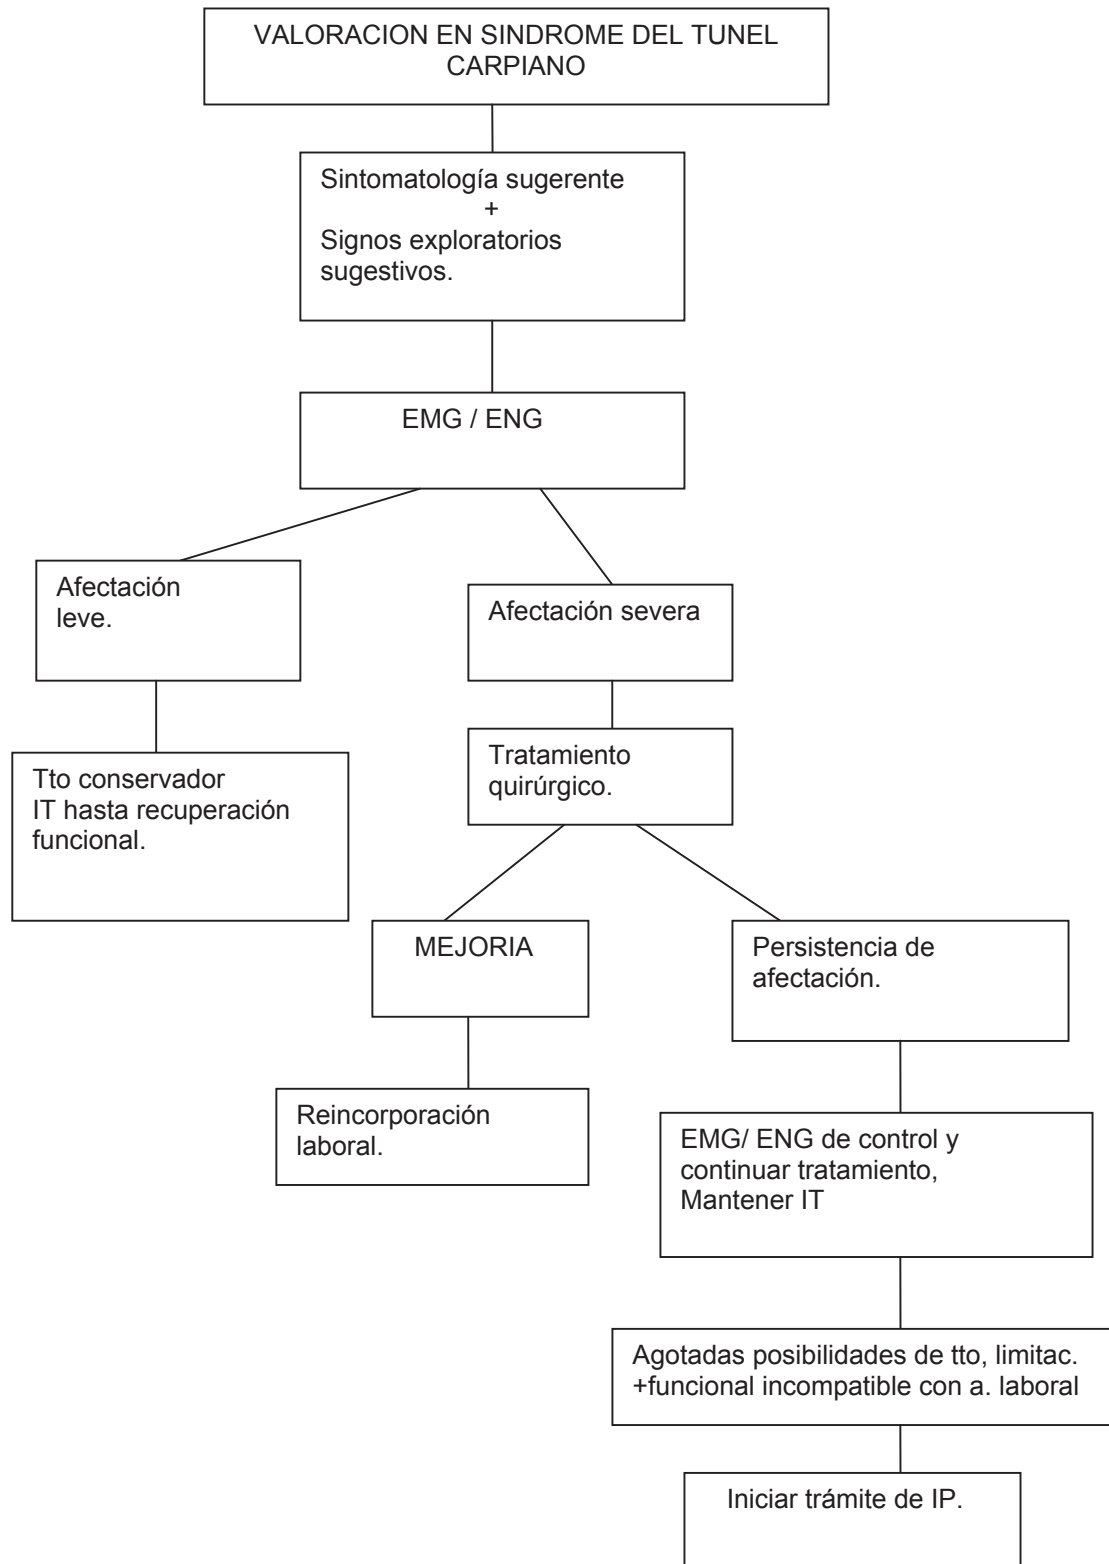 VALORACION EN SINDROME DEL TUNEL
CARPIANO
Sintomatología sugerente
+
Signos exploratorios
sugestivos.
EMG / ENG
Afectación
leve.
Afectación severa
Tto conservador
IT hasta recuperación
funcional.
Tratamiento
quirúrgico.
MEJORIA
Persistencia de
afectación.
Reincorporación
laboral.
EMG/ ENG de control y
continuar tratamiento,
Mantener IT
Agotadas posibilidades de tto, limitac.
+funcional incompatible con a. laboral
Iniciar trámite de IP.